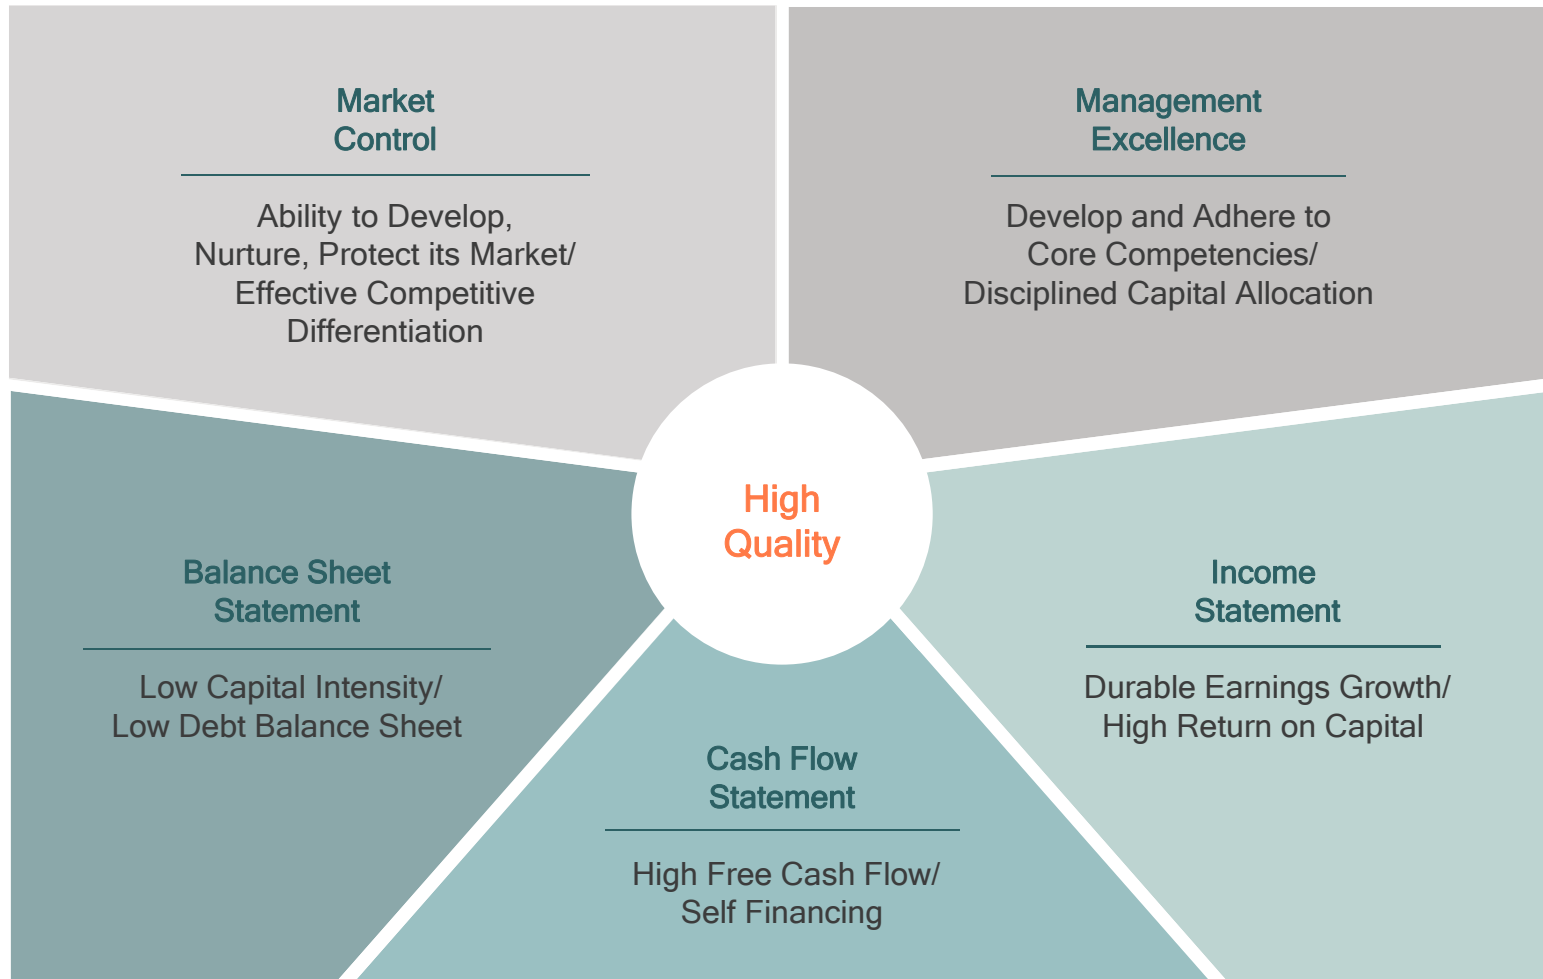 Market
Control
Ability to Develop,
Nurture, Protect its Market/
Effective Competitive
Differentiation
Management
Excellence
Develop and Adhere to
Core Competencies/
Disciplined Capital Allocation
High
Quality
Balance Sheet
Statement
Low Capital Intensity/
Low Debt Balance Sheet
Cash Flow
Statement
High Free Cash Flow/
Self Financing
Income
Statement
Durable Earnings Growth/
High Return on Capital